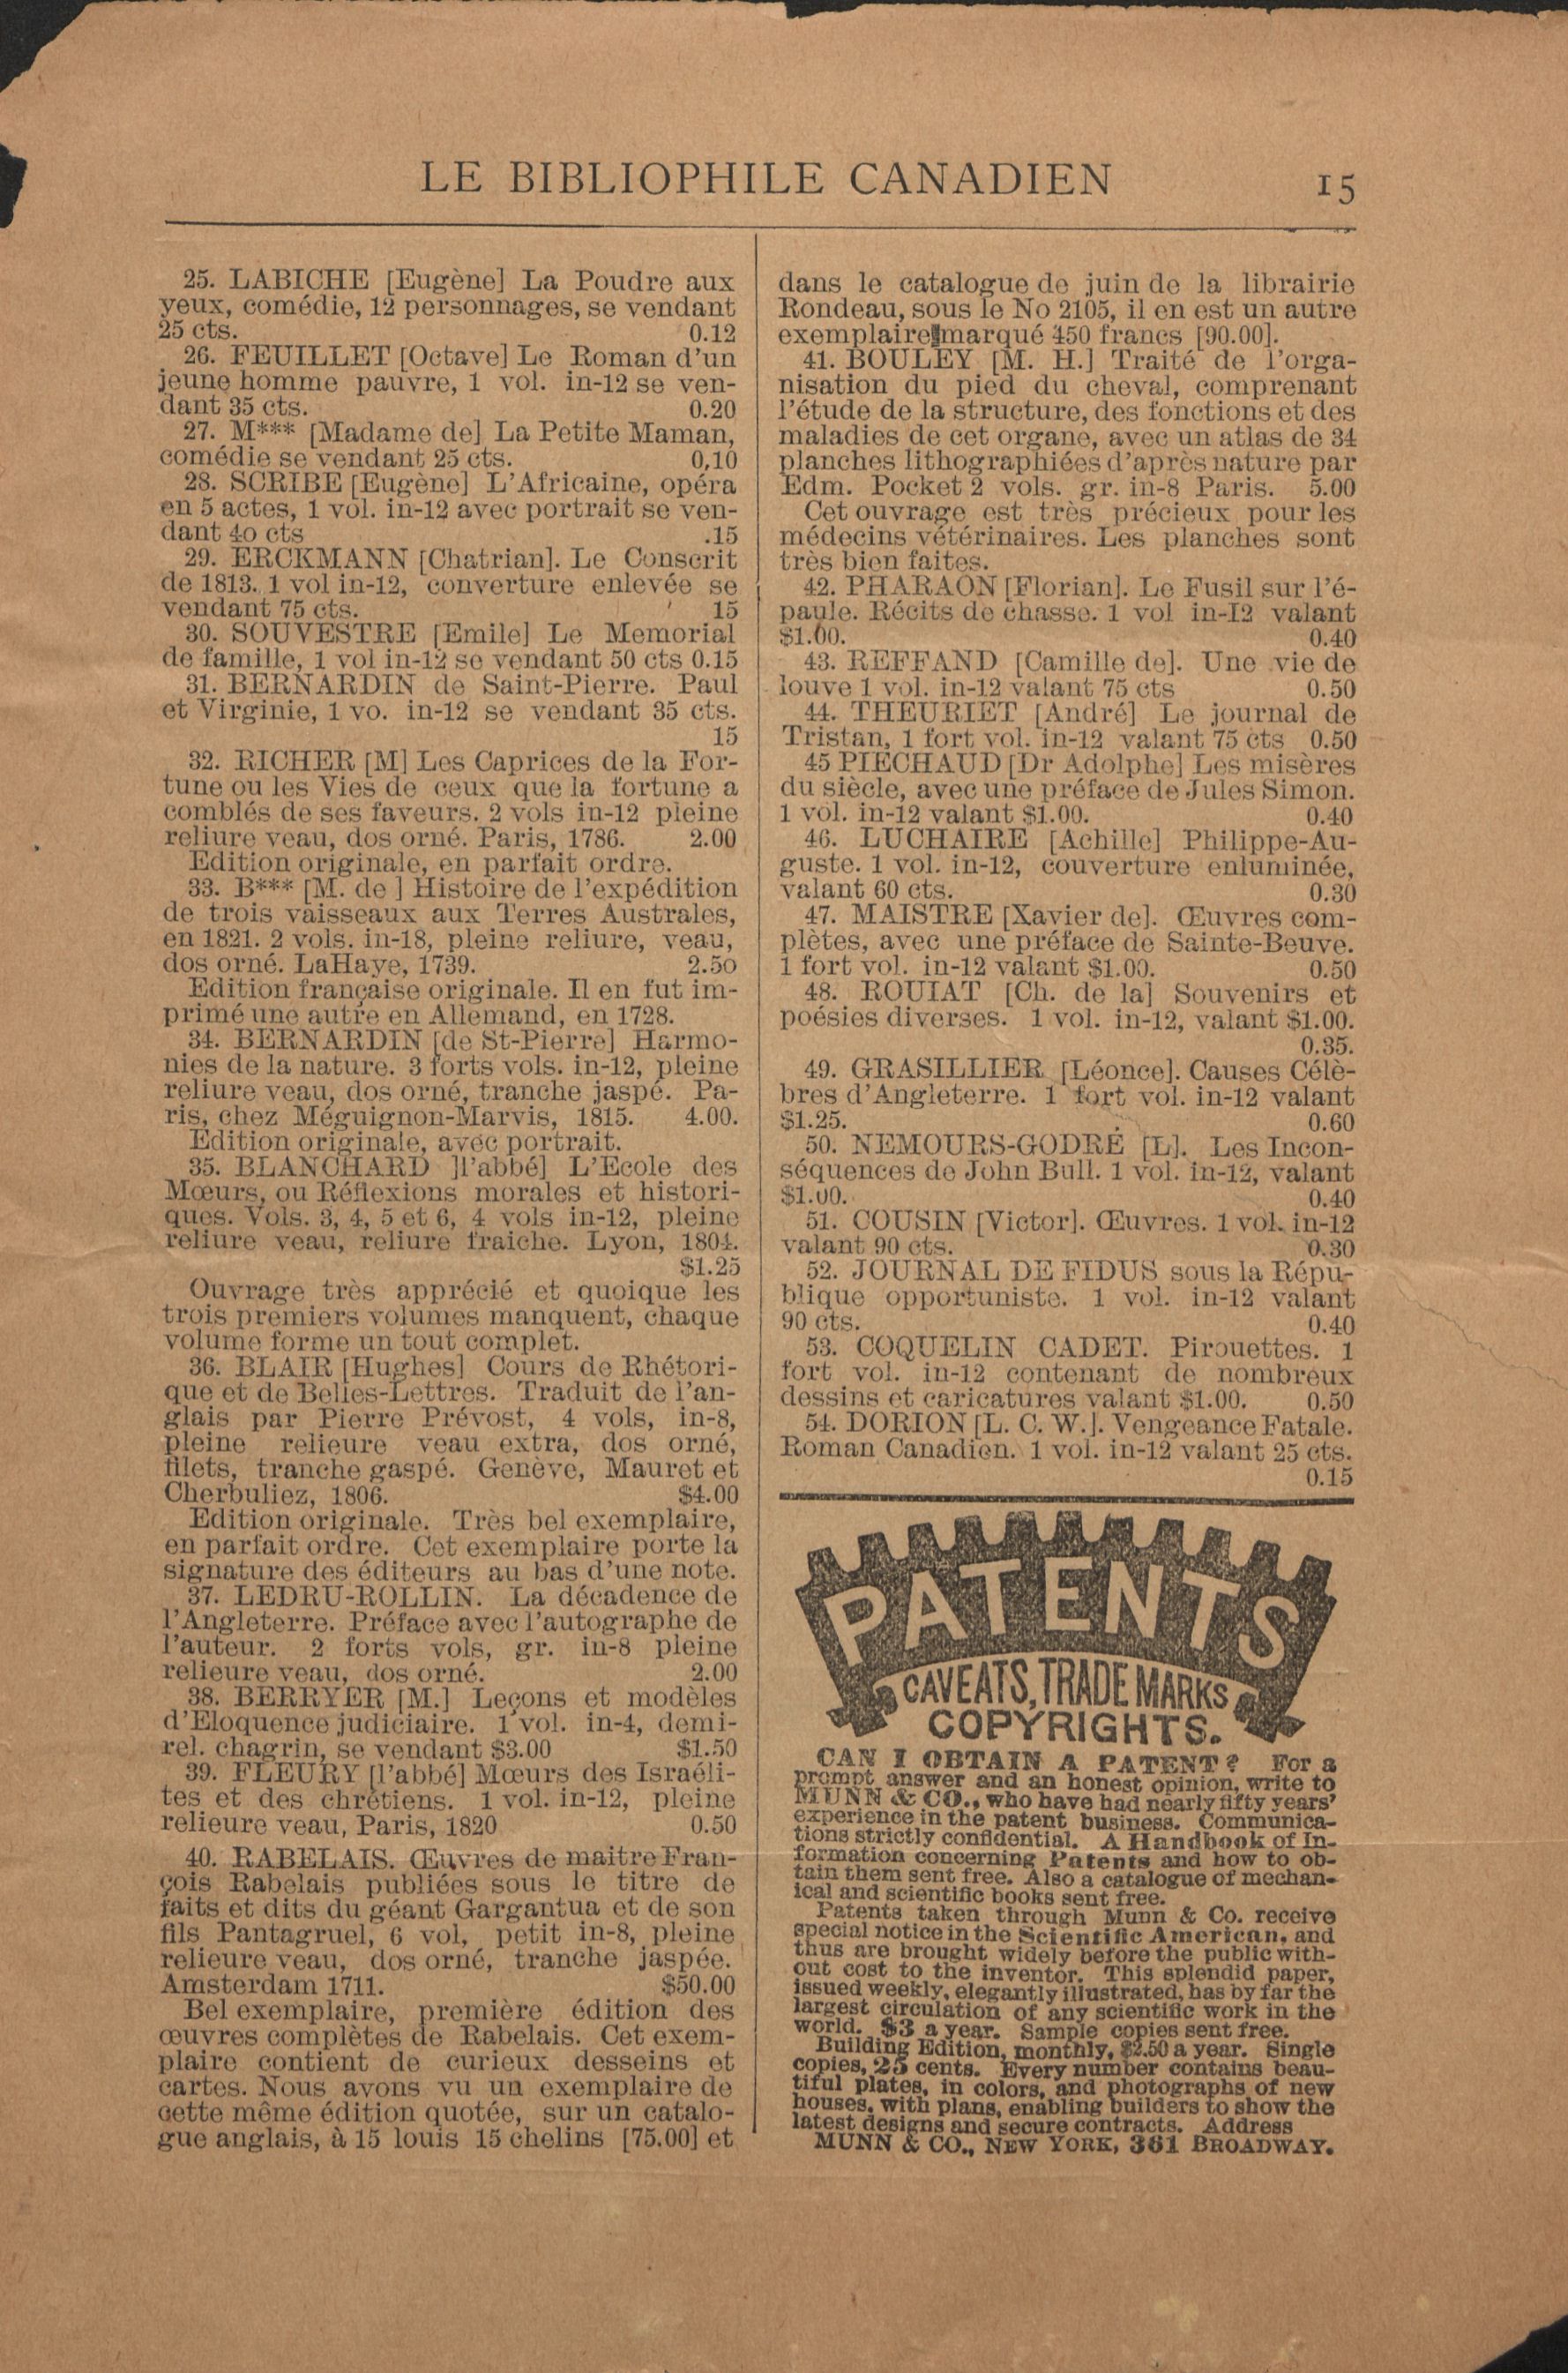 LE BIBLIOPHILE CANADIEN 15
25. LABICHE [Eugène] La Poudre aux
yeux, comédie, 12 personnages, se vendant
25 cts. 0.12
26. FEUILLET [Octave] Le Roman d'un
jeune homme pauvre, 1 vol. in-12 se ven-
dant 35 cts. 0.20
27. M*** [Madame de] La Petite Maman,
comédie se vendant 25 cts. 0,10
28. SCRIBE [Eugène] L'Africaine, opéra
en 5 actes, 1 vol. in-12 avec portrait se ven-
dant 40 cts .15
29. ERCKMANN [Chatrian]. Le Conscrit
de 1813. 1 vol in-12, converture enlevée se
vendant 75 cts. 15
30. SOUVESTRE [Emile] Le Memorial
de famille, 1 vol in-12 se vendant 50 cts 0.15
31. BERNARDIN de Saint-Pierre. Paul
et Virginie, 1 vo. in-12 se vendant 35 cts.
15
32. RICHER [M] Les Caprices de la For-
tune ou les Vies de ceux que la fortune a
comblés de ses faveurs. 2 vols in-12 pleine
reliure veau, dos orné. Paris, 1786. 2.00
Edition originale, en parfait ordre.
33. B*** [M. de ] Histoire de l'expédition
de trois vaisseaux aux Terres Australes,
en 1821. 2 vols. in-18, pleine reliure, veau,
dos orné. LaHaye, 1739. 2.50
Edition française originale. Il en fut im-
primé une autre en Allemand, en 1728.
34. BERNARDIN [de St-Pierre] Harmo-
nies de la nature. 3 forts vols. in-12, pleine
reliure veau, dos orné, tranche jaspé. Pa-
ris, chez Méguignon-Marvis, 1815. 4.00.
Edition originale, avec portrait.
35. BLANCHARD ]l'abbé] L'Ecole des
Mœurs, ou Réflexions morales et histori-
ques. Vols. 3, 4, 5 et 6, 4 vols in-12, pleine
reliure veau, reliure fraiche. Lyon, 1804.
$1.25
Ouvrage très apprécié et quoique les
trois premiers volumes manquent, chaque
volume forme un tout complet.
36. BLAIR [Hughes] Cours de Rhétori-
que et de Belles-Lettres. Traduit de l'an-
glais par Pierre Prévost, 4 vols, in-8,
pleine relieure veau extra, dos orné,
filets, tranche gaspé. Genève, Mauret et
Cherbuliez, 1806. $4.00
Edition originale. Très bel exemplaire,
en parfait ordre. Cet exemplaire porte la
signature des éditeurs au bas d'une note.
37. LEDRU-ROLLIN. La décadence de
l'Angleterre. Préface avec l'autographe de
l'auteur. 2 forts vols, gr. in-8 pleine
relieure veau, dos orné. 2.00
38. BERRYER [M.] Leçons et modèles
d'Eloquence judiciaire. 1 vol. in-4, demi-
rel. chagrin, se vendant $3.00 $1.50
39. FLEURY [l'abbé] Mœurs des Israéli-
tes et des chrétiens. 1 vol. in-12, pleine
relieure veau, Paris, 1820 0.50
40. RABELAIS. Œuvres de maitre Fran-
çois Rabelais publiées sous le titre de
faits et dits du géant Gargantua et de son
fils Pantagruel, 6 vol, petit in-8, pleine
relieure veau, dos orné, tranche jaspée.
Amsterdam 1711. $50.00
Bel exemplaire, première édition des
œuvres complètes de Rabelais. Cet exem-
plaire contient de curieux desseins et
cartes. Nous avons vu un exemplaire de
cette même édition quotée, sur un catalo-
gue anglais, à 15 louis 15 chelins [75.00] et
dans le catalogue de juin de la librairie
Rondeau, sous le No 2105, il en est un autre
exemplaire marqué 450 francs [90.00].
41. BOULEY [M. H.] Traité de l'orga-
nisation du pied du cheval, comprenant
l'étude de la structure, des fonctions et des
maladies de cet organe, avec un atlas de 34
planches lithographiées d'après nature par
Edm. Pocket 2 vols. gr. in-8 Paris. 5.00
Cet ouvrage est très précieux pour les
médecins vétérinaires. Les planches sont
très bien faites.
42. PHARAON [Florian]. Le Fusil sur l'é-
paule. Récits de chasse. 1 vol in-I2 valant
$1.00. 0.40
43. REFFAND [Camille de]. Une vie de
louve 1 vol. in-12 valant 75 cts 0.50
44. THEURIET [André] Le journal de
Tristan, 1 fort vol. in-12 valant 75 cts 0.50
45 PIECHAUD [Dr Adolphe] Les misères
du siècle, avec une préface de Jules Simon.
1 vol. in-12 valant $1.00. 0.40
46. LUCHAIRE [Achille] Philippe-Au-
guste. 1 vol. in-12, couverture enluminée,
valant 60 cts. 0.30
47. MAISTRE [Xavier de]. Œuvres com-
plètes, avec une préface de Sainte-Beuve.
1 fort vol. in-12 valant $1.00. 0.50
48. ROUIAT [Ch. de la] Souvenirs et
poésies diverses. 1 vol. in-12, valant $1.00.
0.35.
49. GRASILLIER [Léonce]. Causes Célè-
bres d'Angleterre. 1 fort vol. in-12 valant
$1.25. 0.60
50. NEMOURS-GODRÉ [L]. Les Incon-
séquences de John Bull. 1 vol. in-12, valant
$1.00. 0.40
51. COUSIN [Victor]. Œuvres. 1 vol. in-12
valant 90 cts. 0.30
52. JOURNAL DE FIDUS sous la Répu-
blique opportuniste. 1 vol. in-12 valant
90 cts. 0.40
53. COQUELIN CADET. Pirouettes. 1
fort vol. in-12 contenant de nombreux
dessins et caricatures valant $1.00. 0.50
54. DORION [L. C. W.]. Vengeance Fatale.
Roman Canadien. 1 vol. in-12 valant 25 cts.
0.15
PATENTS
CAVEATS, TRADE MARKS
COPYRIGHTS.
CAN I OBTAIN A PATENT? For a
prompt answer and an honest opinion, write to
MUNN & CO., who have had nearly fifty years'
experience in the patent business. Communica-
tions strictly confidential. A Handbook of In-
formation concerning Patents and how to ob-
tain them sent free. Also a catalogue of mechan-
ical and scientific books sent free.
Patents taken through Munn & Co. receive
special notice in the Scientific American, and
thus are brought widely before the public with-
out cost to the inventor. This splendid paper,
issued weekly, elegantly illustrated, has by far the
largest circulation of any scientific work in the
world. $3 a year. Sample copies sent free.
Building Edition, monthly, $2.50 a year. Single
copies, 25 cents. Every number contains beau-
tiful plates, in colors, and photographs of new
houses, with plans, enabling builders to show the
latest designs and secure contracts. Address
MUNN & CO., NEW YORK, 361 BROADWAY.